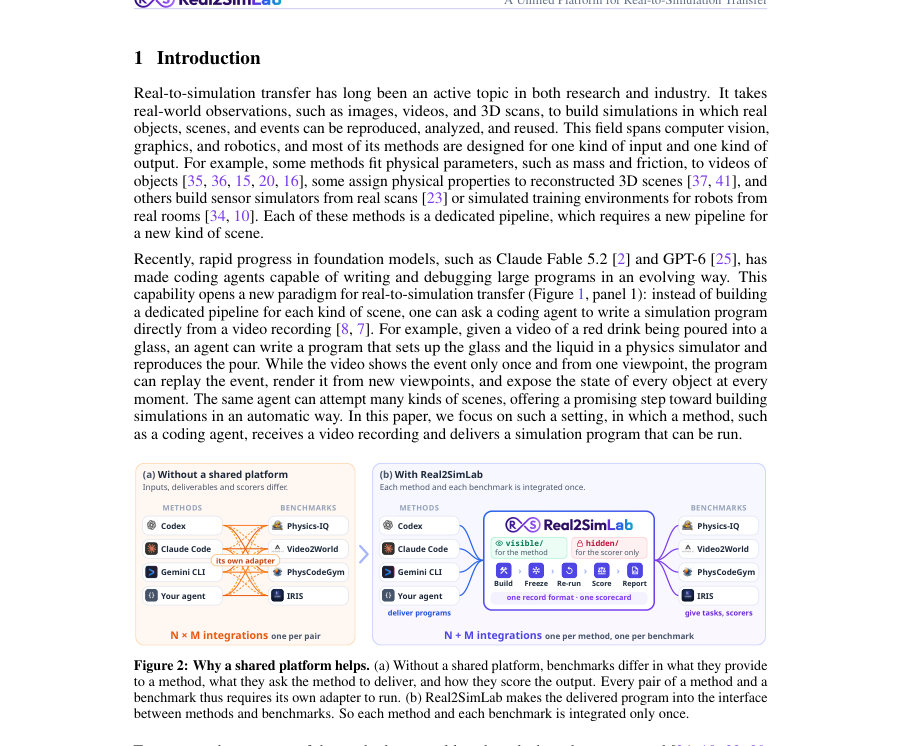 Real2SimLab
A Unified Platform for Real-to-Simulation Transfer
1 Introduction
Real-to-simulation transfer has long been an active topic in both research and industry. It takes
real-world observations, such as images, videos, and 3D scans, to build simulations in which real
objects, scenes, and events can be reproduced, analyzed, and reused. This field spans computer vision,
graphics, and robotics, and most of its methods are designed for one kind of input and one kind of
output. For example, some methods fit physical parameters, such as mass and friction, to videos of
objects [35, 36, 15, 20, 16], some assign physical properties to reconstructed 3D scenes [37, 41], and
others build sensor simulators from real scans [23] or simulated training environments for robots from
real rooms [34, 10]. Each of these methods is a dedicated pipeline, which requires a new pipeline for
a new kind of scene.
Recently, rapid progress in foundation models, such as Claude Fable 5.2 [2] and GPT-6 [25], has
made coding agents capable of writing and debugging large programs in an evolving way. This
capability opens a new paradigm for real-to-simulation transfer (Figure 1, panel 1): instead of building
a dedicated pipeline for each kind of scene, one can ask a coding agent to write a simulation program
directly from a video recording [8, 7]. For example, given a video of a red drink being poured into a
glass, an agent can write a program that sets up the glass and the liquid in a physics simulator and
reproduces the pour. While the video shows the event only once and from one viewpoint, the program
can replay the event, render it from new viewpoints, and expose the state of every object at every
moment. The same agent can attempt many kinds of scenes, offering a promising step toward building
simulations in an automatic way. In this paper, we focus on such a setting, in which a method, such
as a coding agent, receives a video recording and delivers a simulation program that can be run.
(a) Without a shared platform
Inputs, deliverables and scorers differ.
METHODS BENCHMARKS
Codex Physics-IQ
Claude Code Video2World
its own adapter
Gemini CLI PhysCodeGym
Your agent IRIS
N × M integrations one per pair
(b) With Real2SimLab
Each method and each benchmark is integrated once.
METHODS BENCHMARKS
Codex Real2SimLab Physics-IQ
visible/ hidden/
Claude Code for the method for the scorer only Video2World
Gemini CLI PhysCodeGym
Build Freeze Re-run Score Report
Your agent one record format · one scorecard IRIS
deliver programs give tasks, scorers
N + M integrations one per method, one per benchmark
Figure 2: Why a shared platform helps. (a) Without a shared platform, benchmarks differ in what they provide
to a method, what they ask the method to deliver, and how they score the output. Every pair of a method and a
benchmark thus requires its own adapter to run. (b) Real2SimLab makes the delivered program into the interface
between methods and benchmarks. So each method and each benchmark is integrated only once.